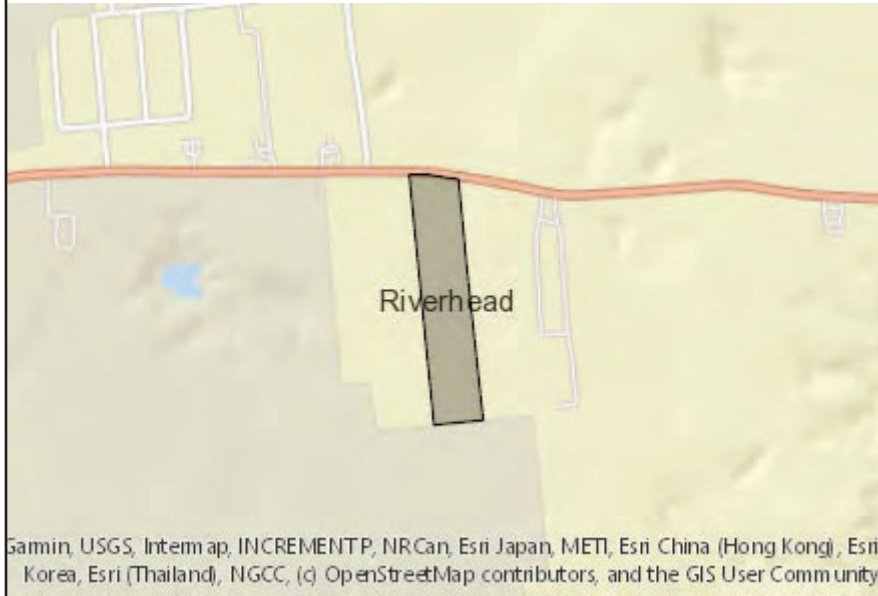 Riverhead
Garmin, USGS, Intermap, INCREMENT P, NRCan, Esri Japan, METI, Esri China (Hong Kong), Esri
Korea, Esri (Thailand), NGCC, (c) OpenStreetMap contributors, and the GIS User Community